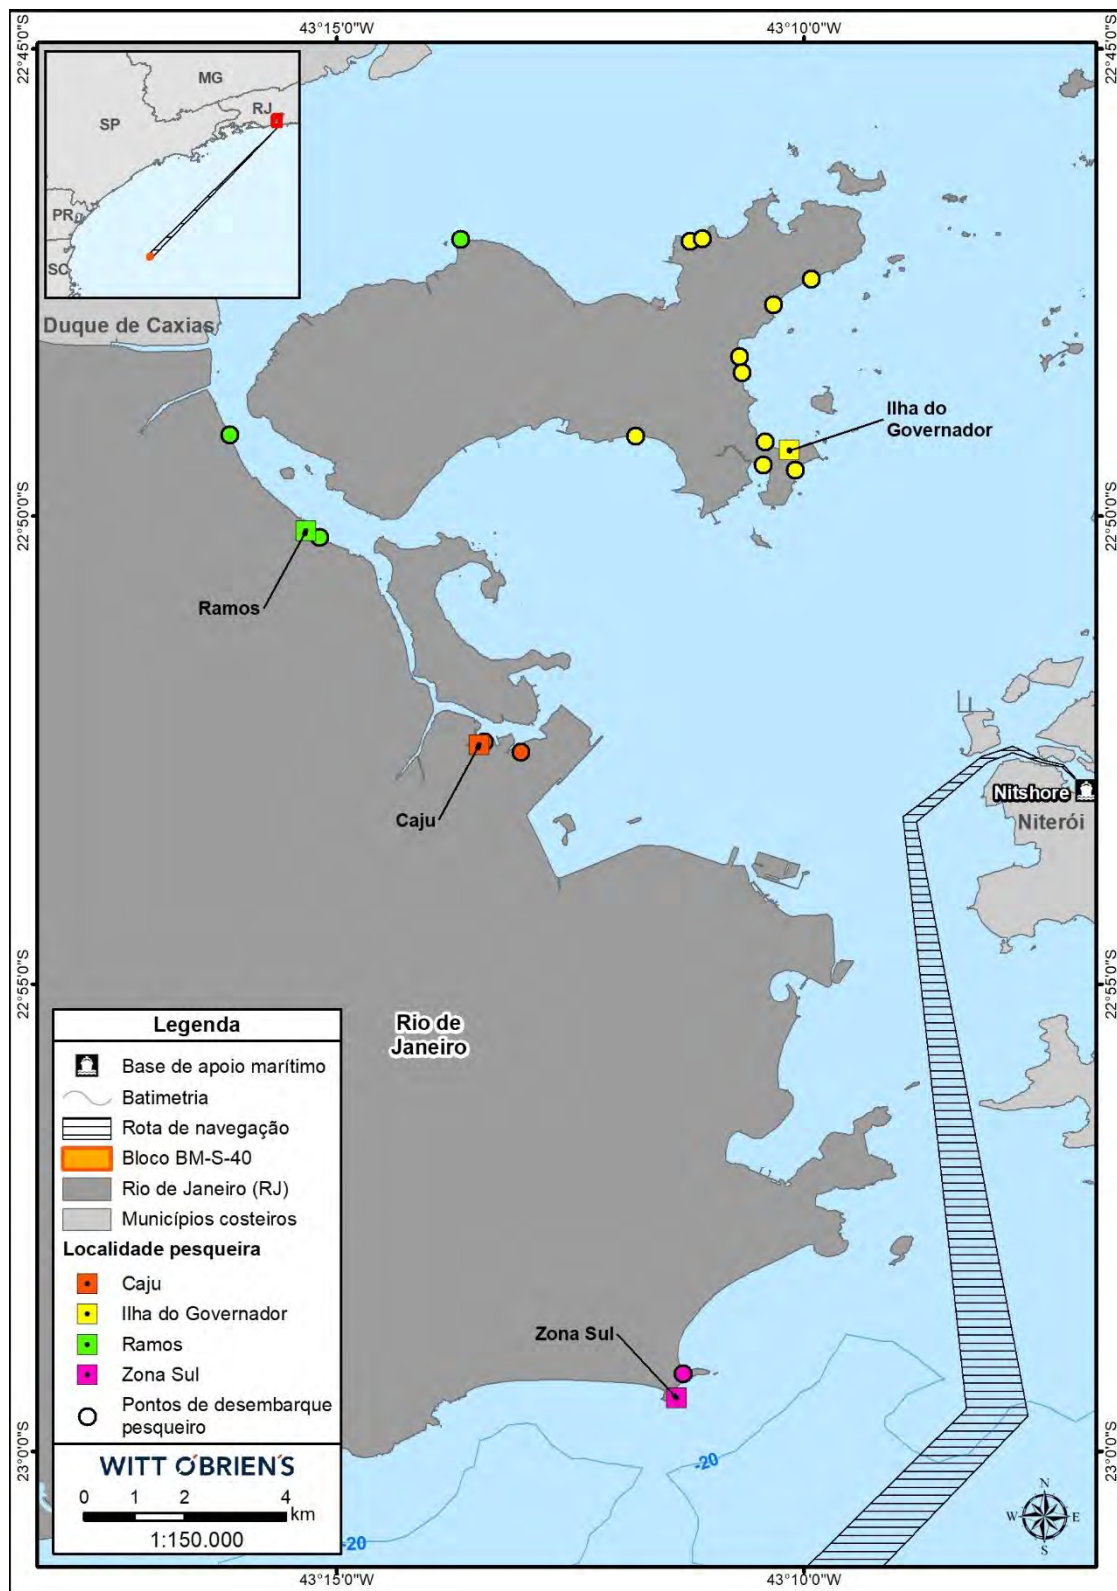 43°15'0"W
43°10'0"W
22°45'0"S
22°45'0"S
MG
RJ
SP
PR
SC
Duque de Caxias
Ilha do
Governador
22°50'0"S
22°50'0"S
Ramos
Caju
Nitshore
Niterói
22°55'0"S
22°55'0"S
Rio de
Janeiro
Zona Sul
23°0'0"S
23°0'0"S
-20
-20
Legenda
Base de apoio marítimo
Batimetria
Rota de navegação
Bloco BM-S-40
Rio de Janeiro (RJ)
Municípios costeiros
Localidade pesqueira
Caju
Ilha do Governador
Ramos
Zona Sul
Pontos de desembarque
pesqueiro
WITT O'BRIEN'S
0 1 2 4
km
1:150.000
N
W E
S
43°15'0"W
43°10'0"W